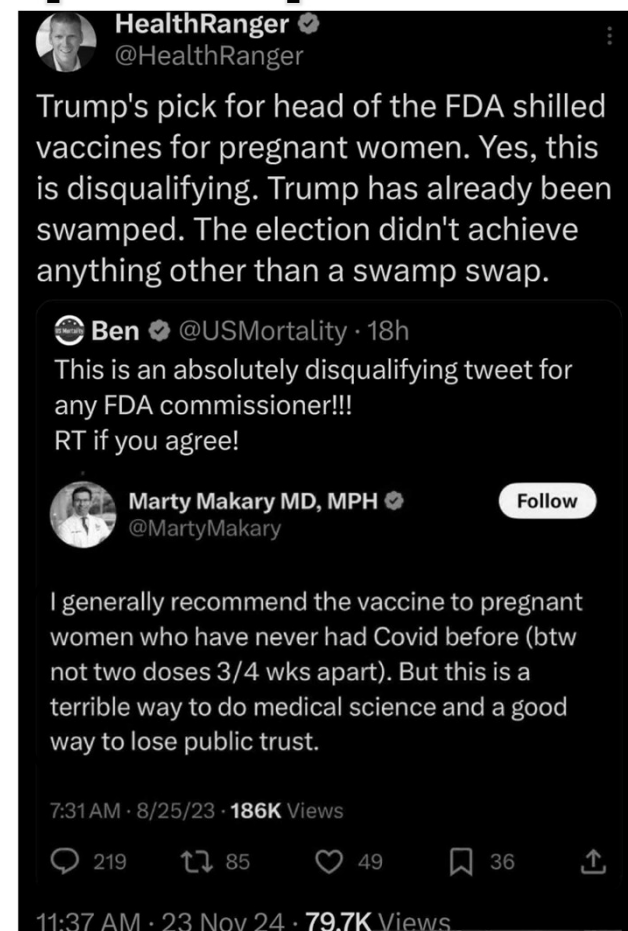 HealthRanger
@HealthRanger
Trump's pick for head of the FDA shilled
vaccines for pregnant women. Yes, this
is disqualifying. Trump has already been
swamped. The election didn't achieve
anything other than a swamp swap.
Ben @USMortality · 18h
This is an absolutely disqualifying tweet for
any FDA commissioner!!!
RT if you agree!
Marty Makary MD, MPH
Follow
@MartyMakary
I generally recommend the vaccine to pregnant
women who have never had Covid before (btw
not two doses 3/4 wks apart). But this is a
terrible way to do medical science and a good
way to lose public trust.
7:31 AM · 8/25/23 · 186K Views
219 85 49 36
11:37 AM · 23 Nov 24 · 79.7K Views